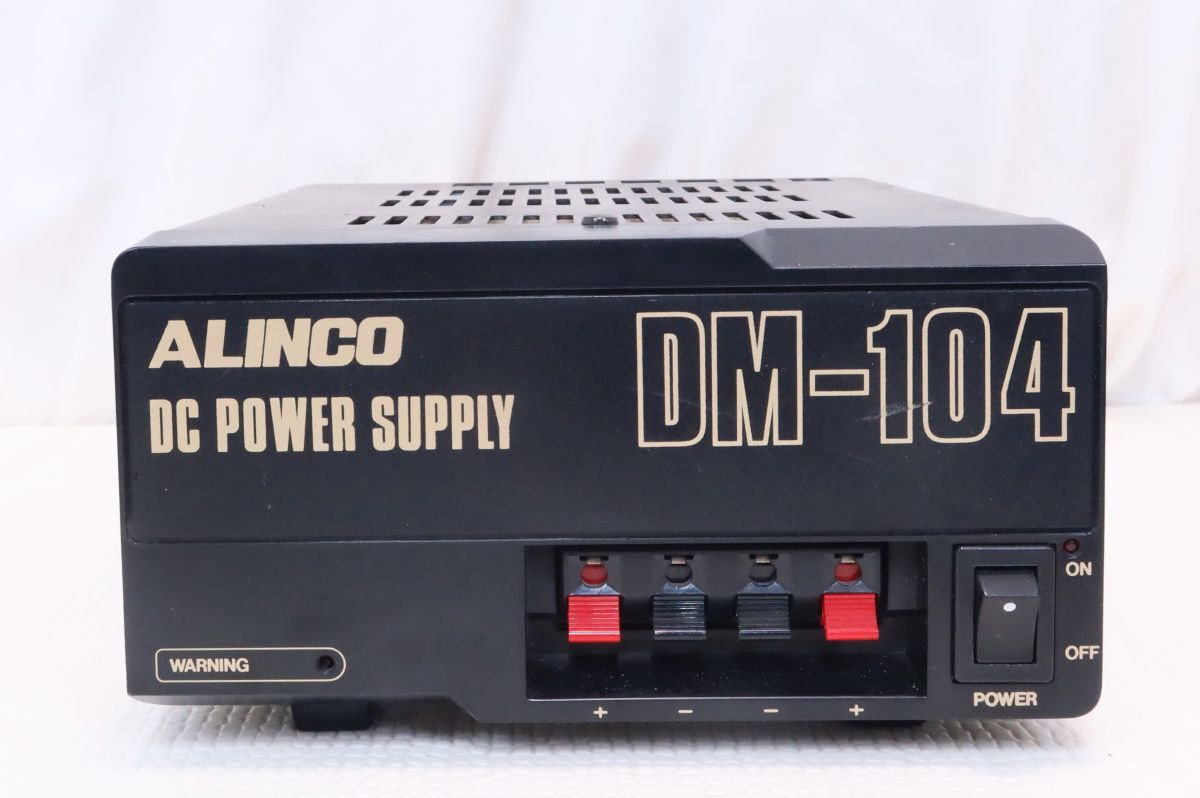 ALINCO
DC POWER SUPPLY
DM-104
WARNING
+ - - +
ON
OFF
POWER